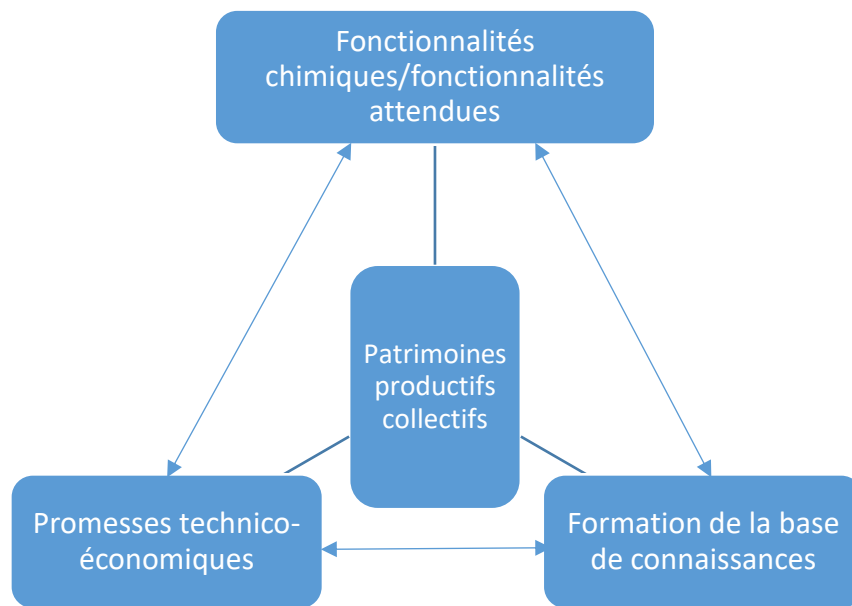 Fonctionnalités
chimiques/fonctionnalités
attendues
Patrimoines
productifs
collectifs
Promesses technico-
économiques
Formation de la base
de connaissances